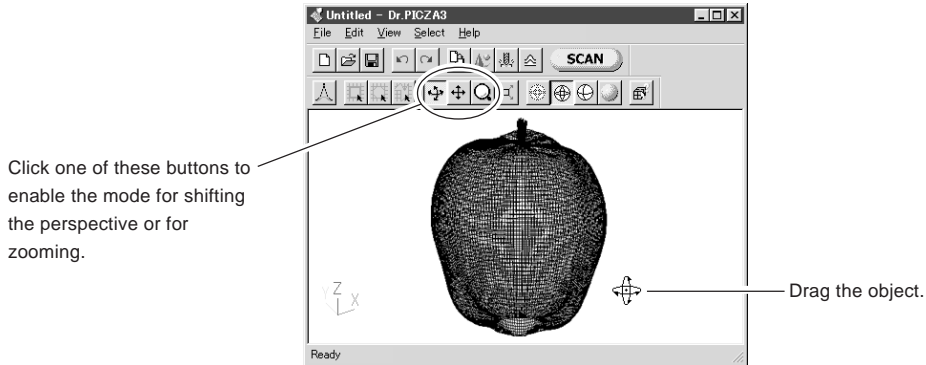 Untitled - Dr.PICZA3
File Edit View Select Help
SCAN
Click one of these buttons to
enable the mode for shifting
the perspective or for
zooming.
Drag the object.
Y Z X
Ready